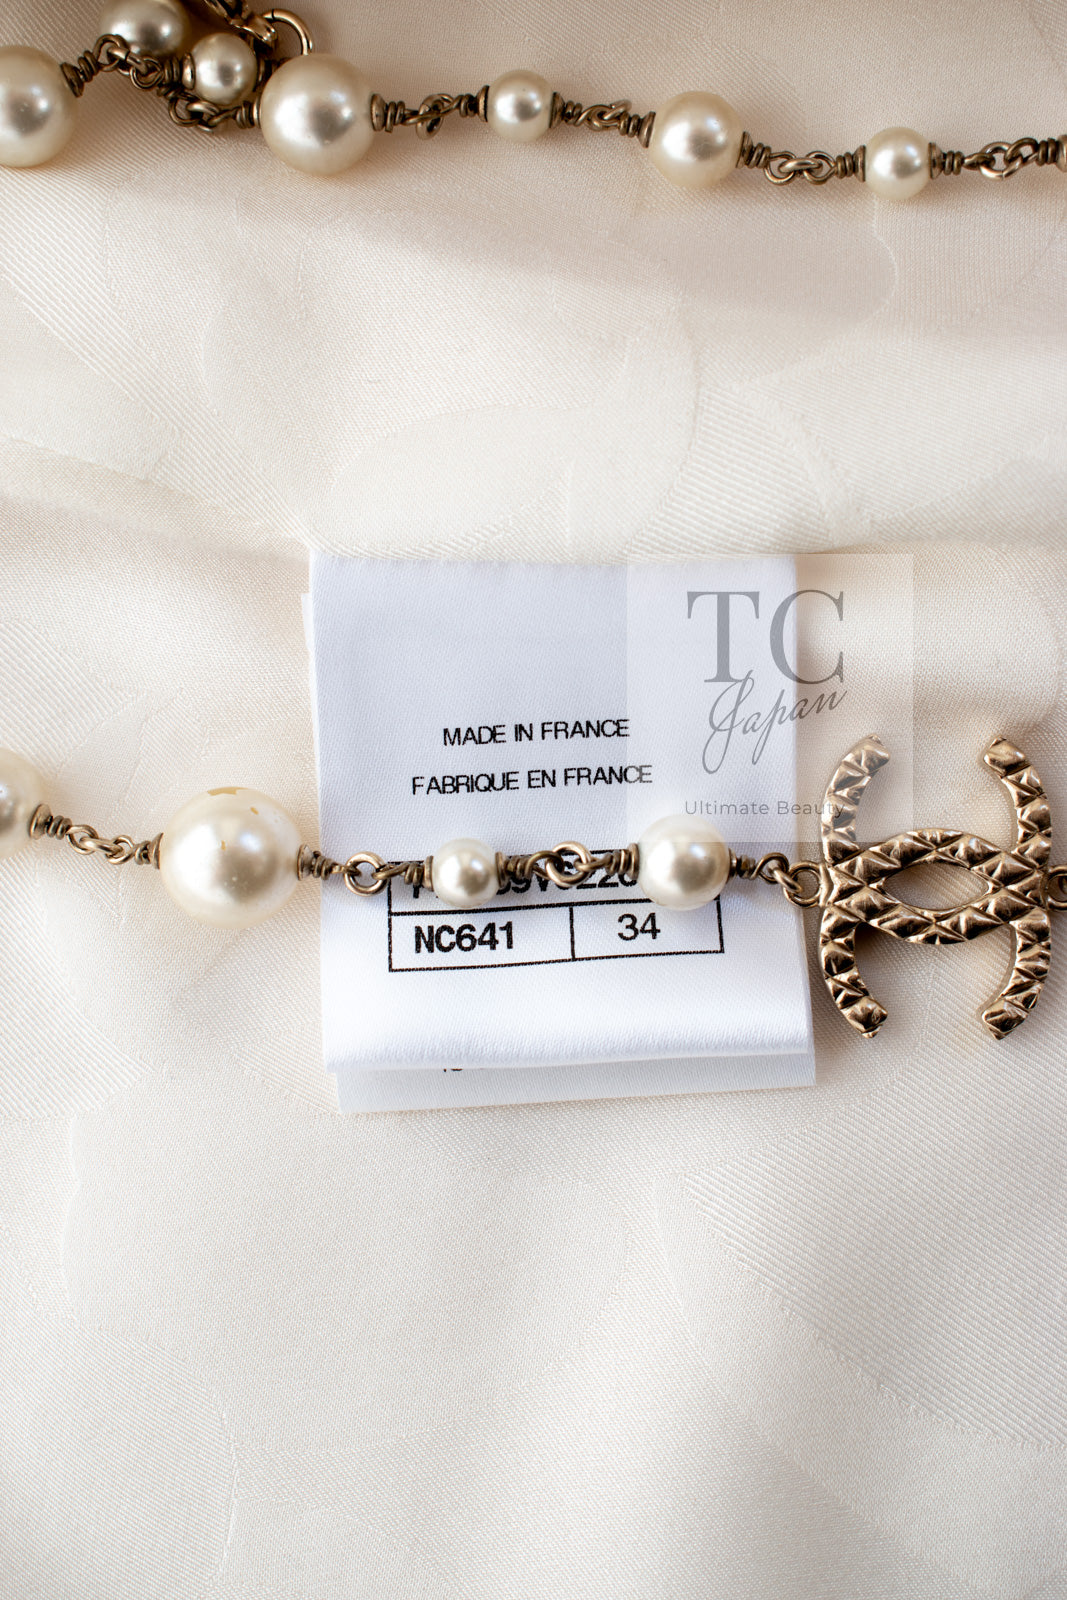 TC
Japan
Ultimate Beauty
MADE IN FRANCE
FABRIQUE EN FRANCE
NC641 34